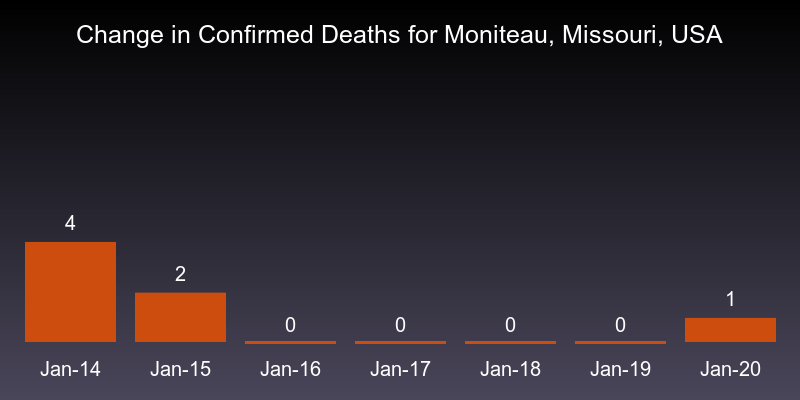 Change in Confirmed Deaths for Moniteau, Missouri, USA
4
2
0
0
0
0
1
Jan-14
Jan-15
Jan-16
Jan-17
Jan-18
Jan-19
Jan-20